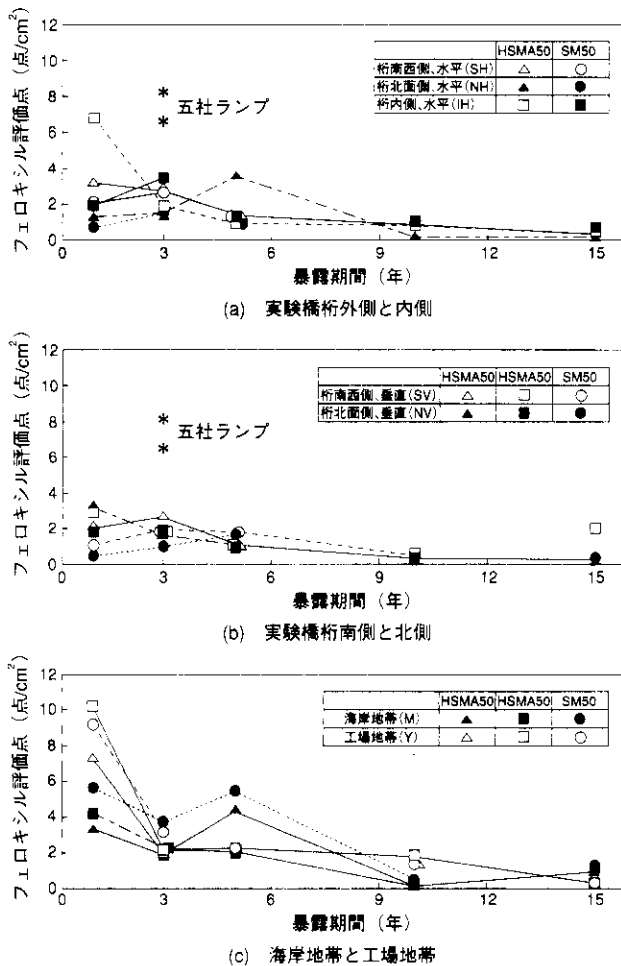 フェロキシル評価点（点/cm²）
12
10
8
6
4
2
0
HSMA50 SM50
桁南西側、水平(SH) △ ○
桁北面側、水平(NH) ▲ ●
桁内側、水平(IH) □ ■
* 五社ランプ
*
0 3 6 9 12 15
暴露期間（年）
(a) 実験橋桁外側と内側
フェロキシル評価点（点/cm²）
12
10
8
6
4
2
0
HSMA50 HSMA50 SM50
桁南西側、垂直(SV) △ □ ○
桁北面側、垂直(NV) ▲ ■ ●
* 五社ランプ
*
0 3 6 9 12 15
暴露期間（年）
(b) 実験橋桁南側と北側
フェロキシル評価点（点/cm²）
12
10
8
6
4
2
0
HSMA50 HSMA50 SM50
海岸地帯(M) ▲ ■ ●
工場地帯(Y) △ □ ○
0 3 6 9 12 15
暴露期間（年）
(c) 海岸地帯と工場地帯